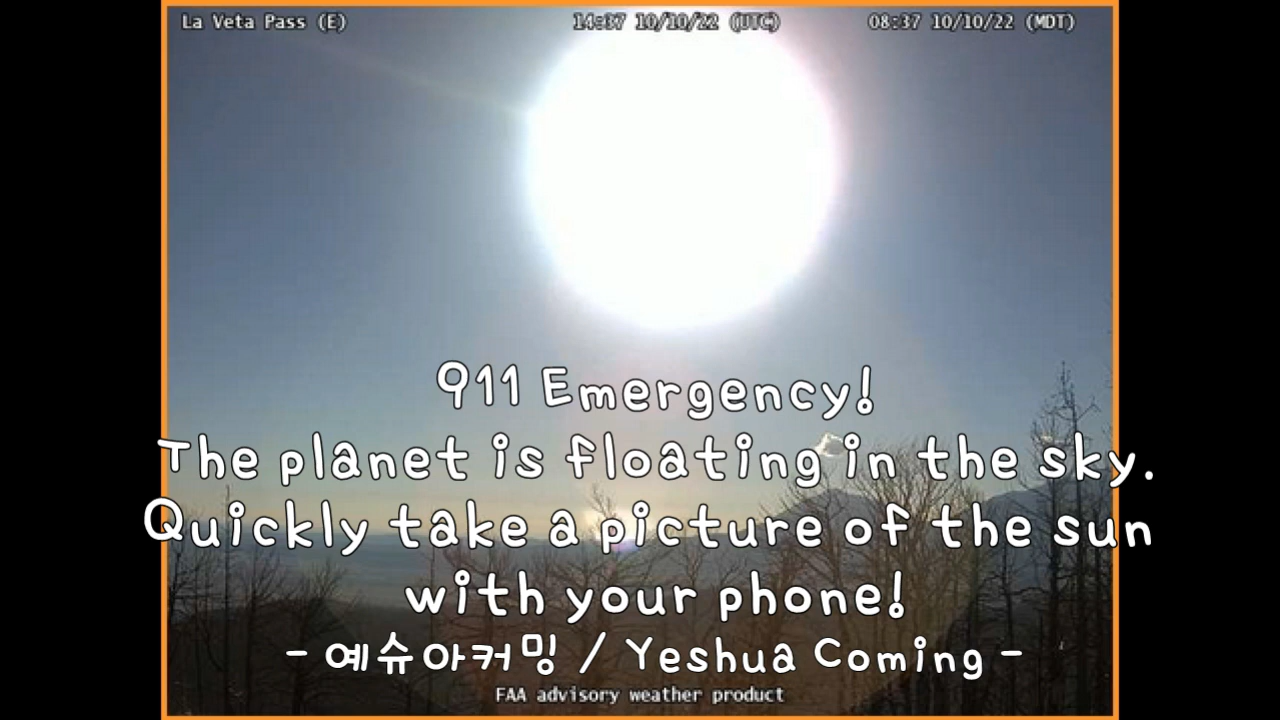 La Veta Pass (E) 14:37 10/10/22 (UTC) 08:37 10/10/22 (MDT)
911 Emergency!
The planet is floating in the sky.
Quickly take a picture of the sun
with your phone!
- 예슈아커밍 / Yeshua Coming -
FAA advisory weather product